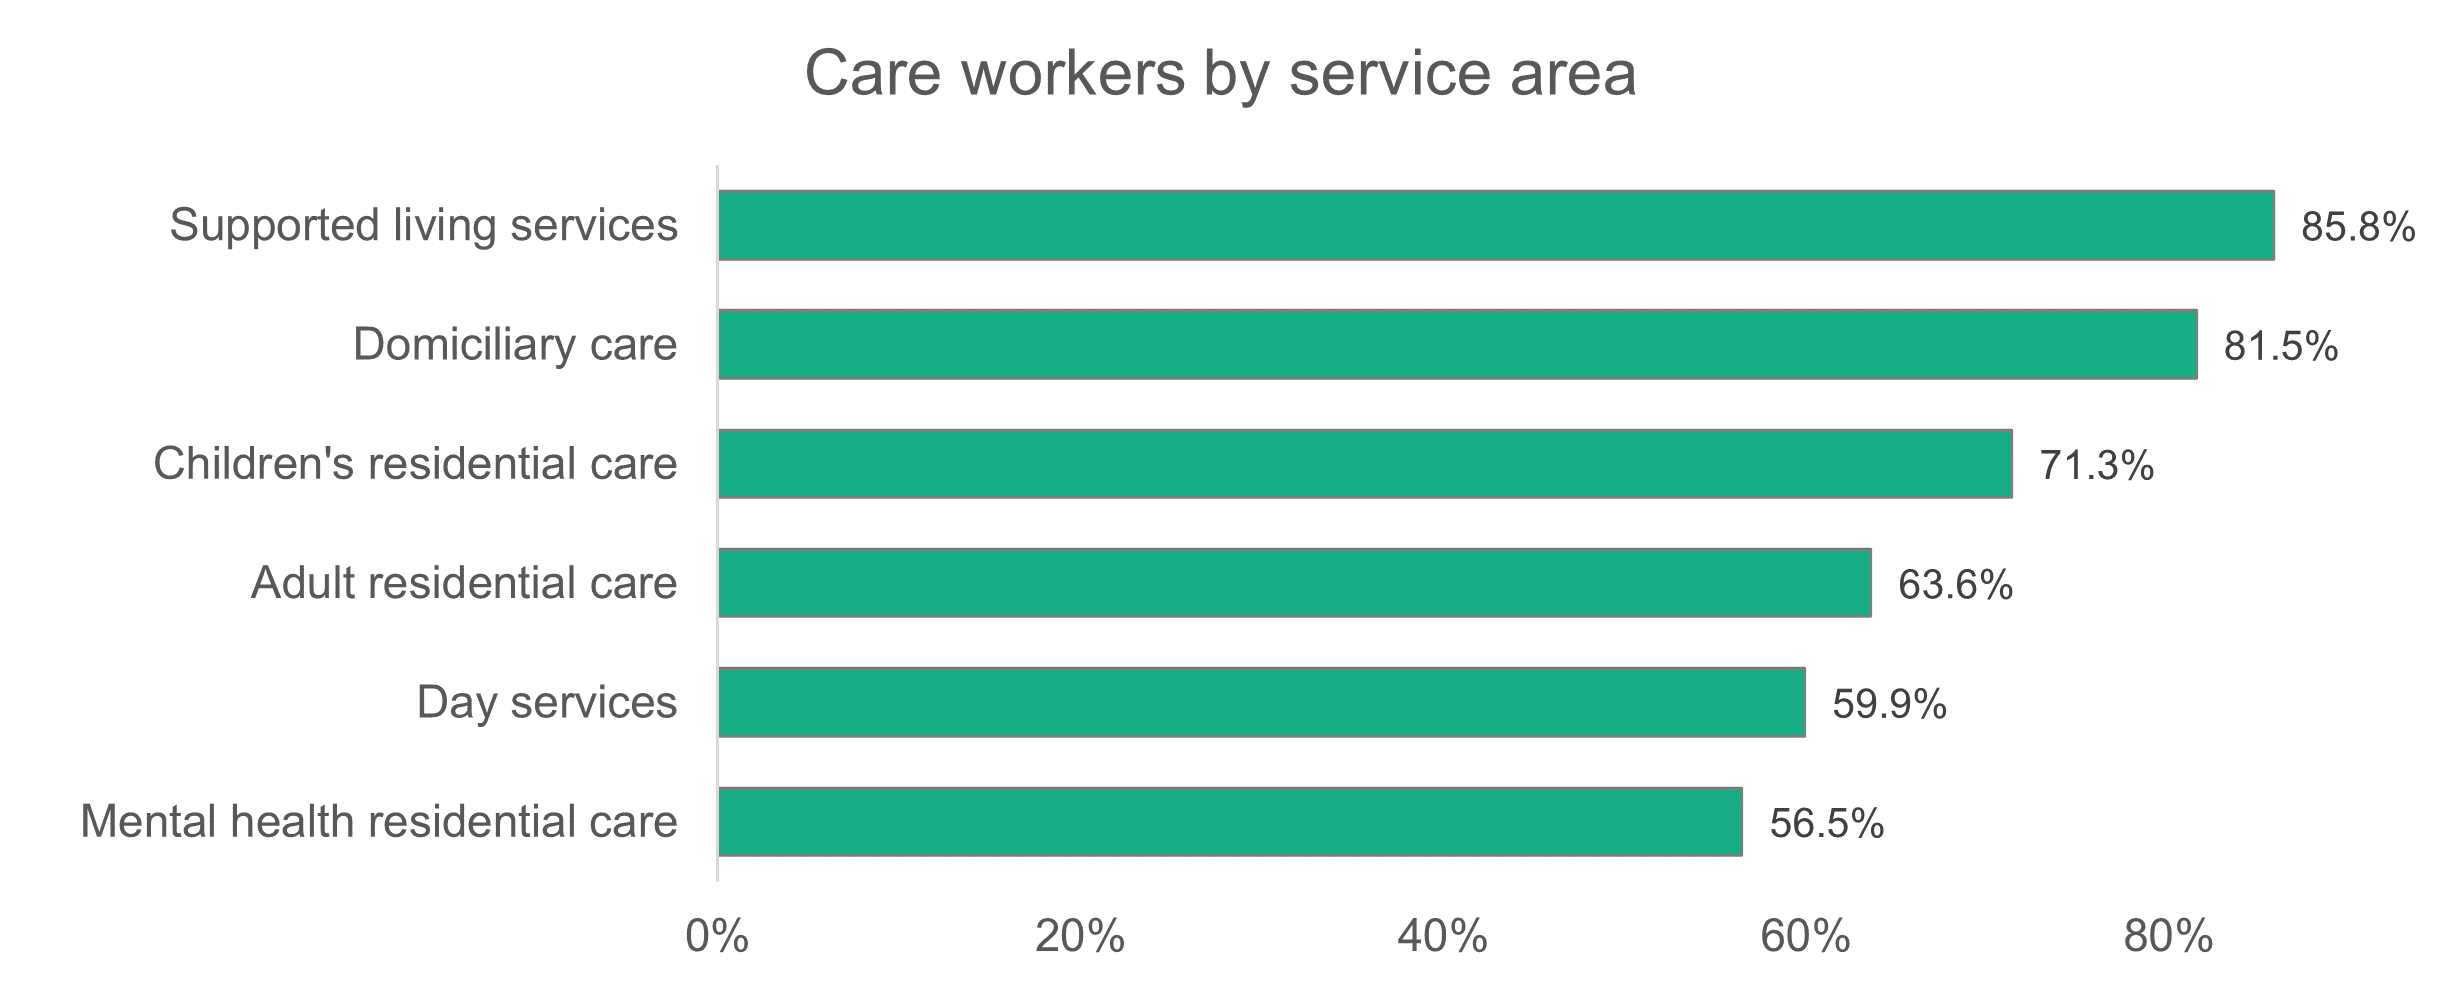 Care workers by service area
Supported living services 85.8%
Domiciliary care 81.5%
Children's residential care 71.3%
Adult residential care 63.6%
Day services 59.9%
Mental health residential care 56.5%
0% 20% 40% 60% 80%